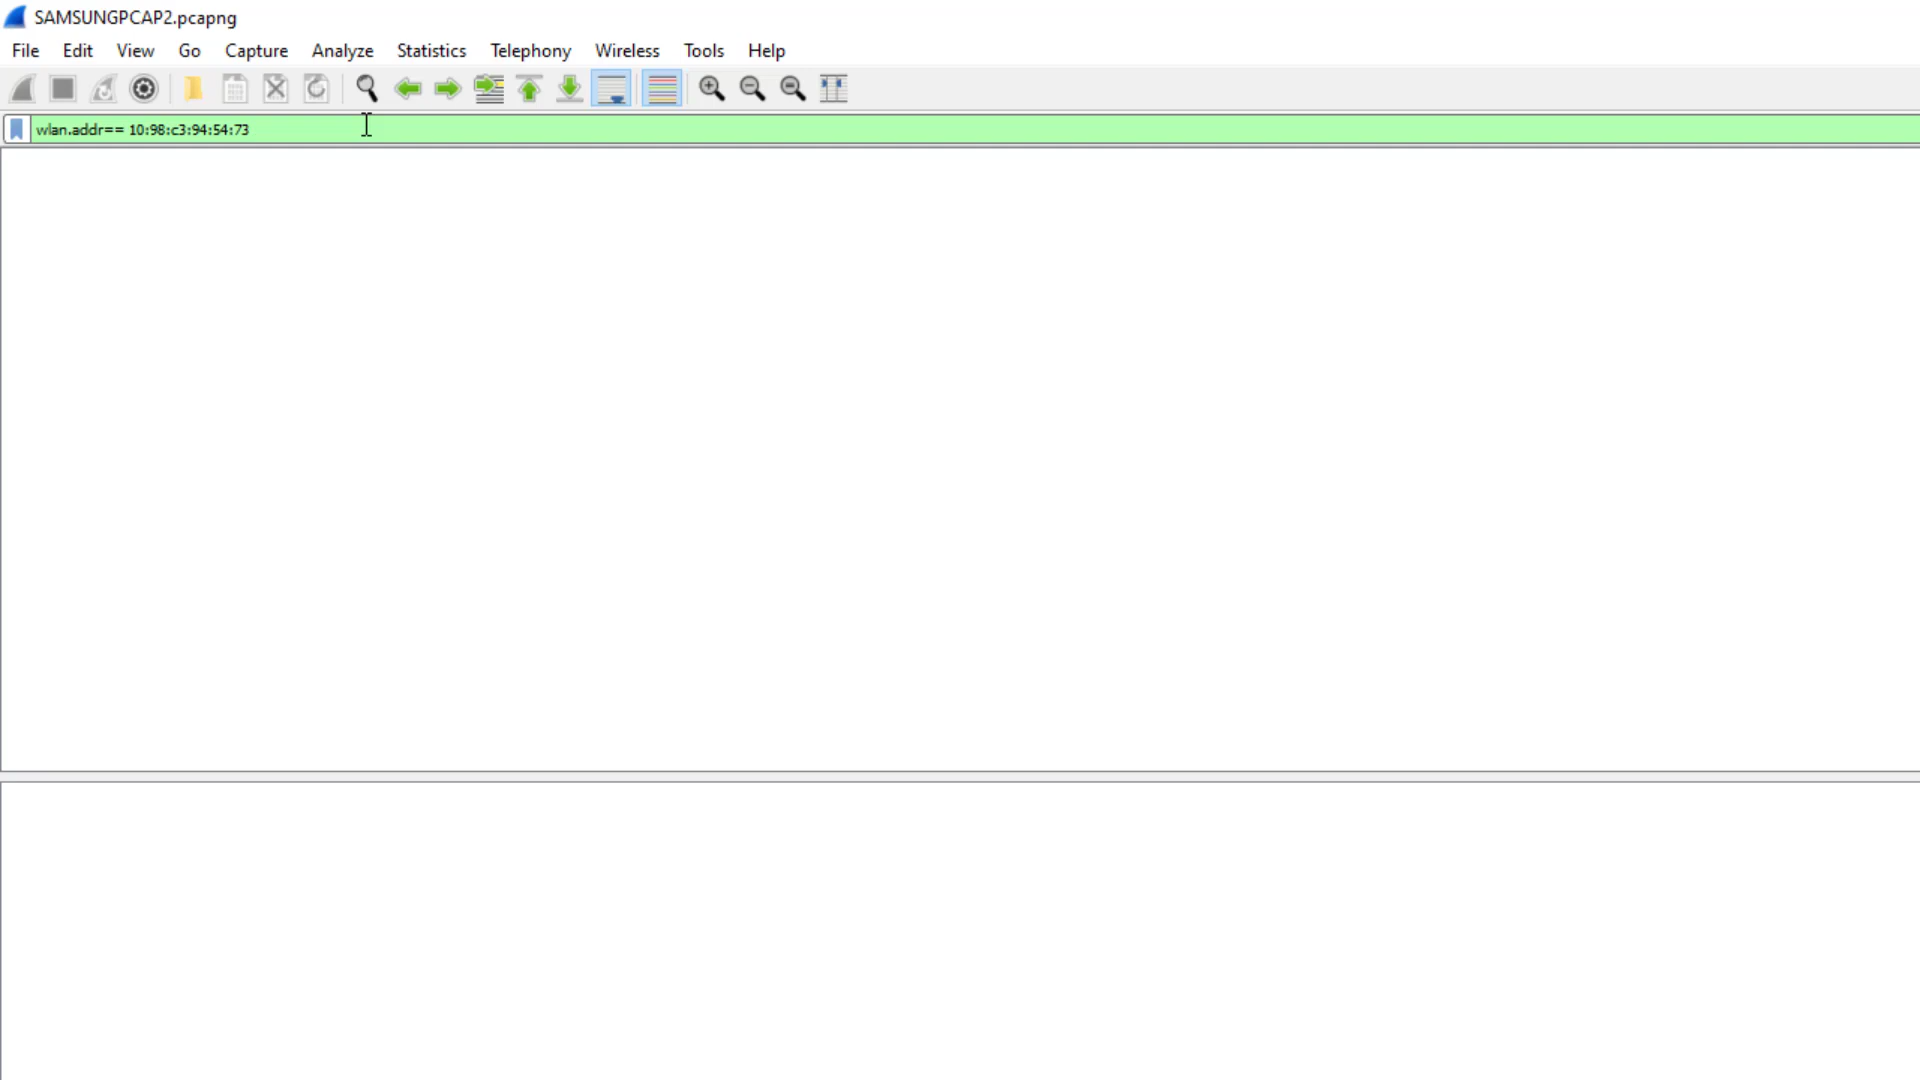 SAMSUNGPCAP2.pcapng
File Edit View Go Capture Analyze Statistics Telephony Wireless Tools Help
wlan.addr== 10:98:c3:94:54:73